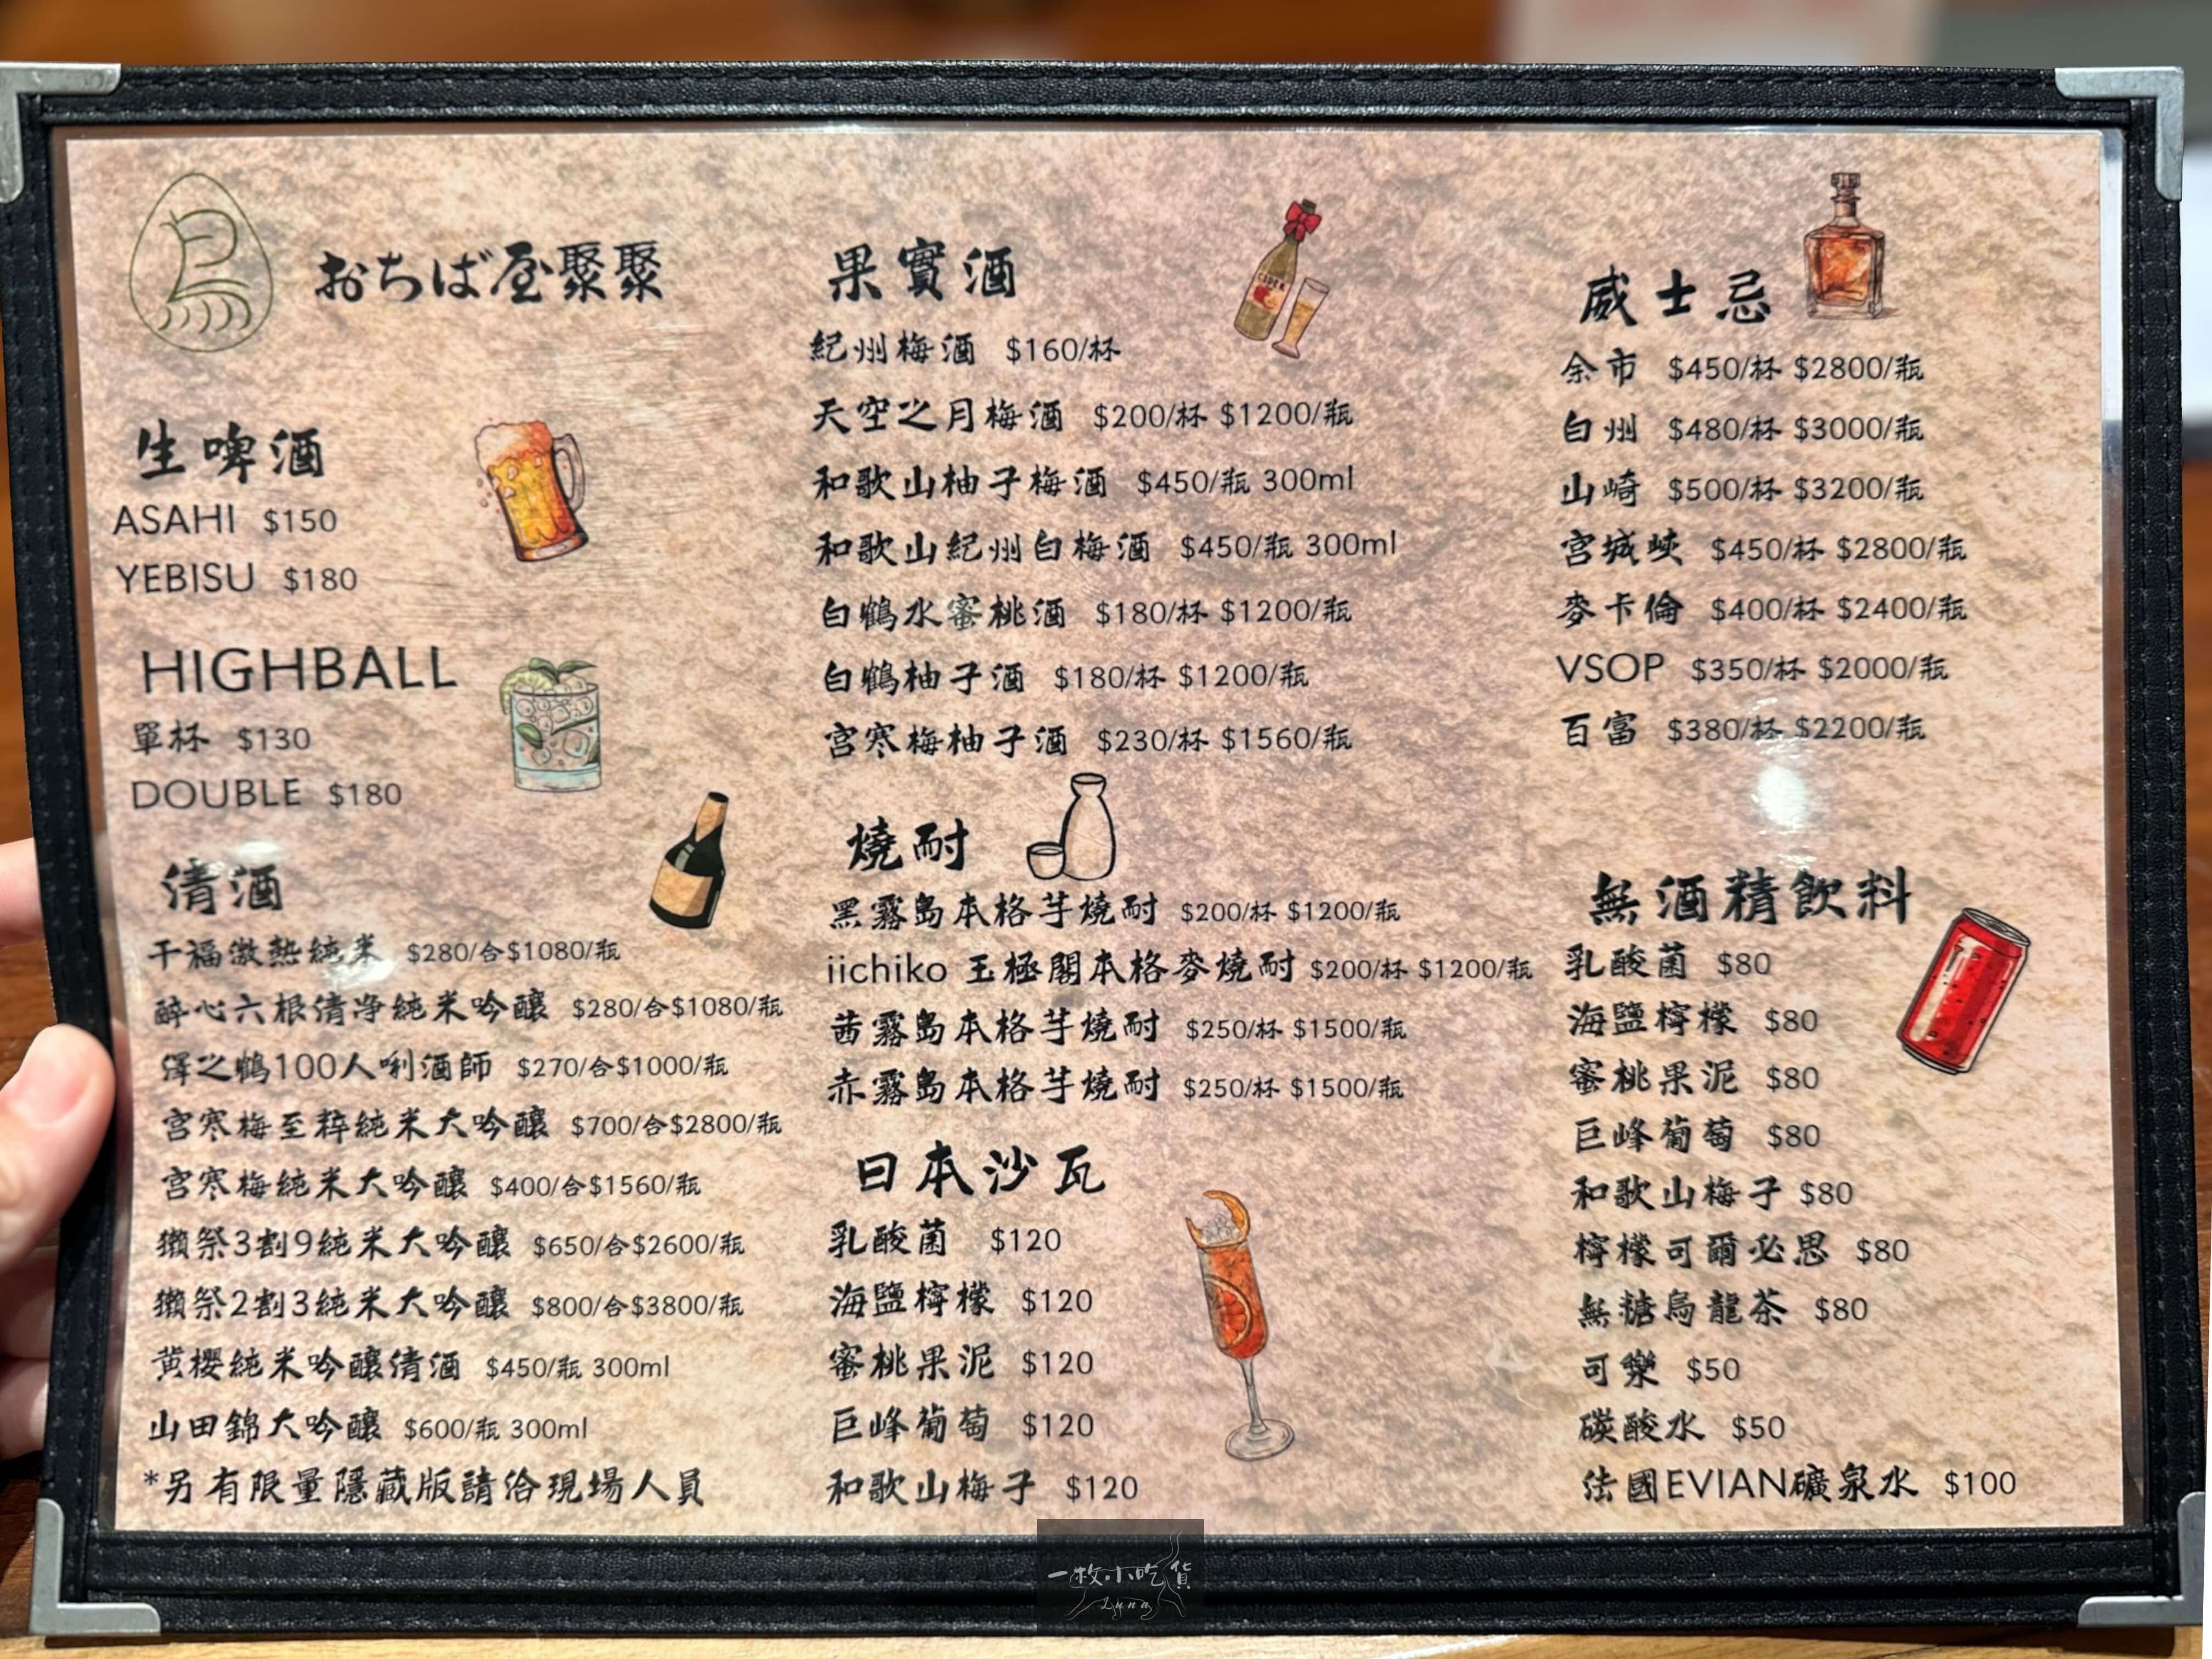 おちば屋聚聚
生啤酒
ASAHI $150
YEBISU $180
HIGHBALL
單杯 $130
DOUBLE $180
清酒
千福微熱純米 $280/合$1080/瓶
醉心六根清净純米吟釀 $280/合$1080/瓶
澤之鶴100人唎酒師 $270/合$1000/瓶
宮寒梅至粹純米大吟釀 $700/合$2800/瓶
宮寒梅純米大吟釀 $400/合$1560/瓶
獺祭3割9純米大吟釀 $650/合$2600/瓶
獺祭2割3純米大吟釀 $800/合$3800/瓶
黄櫻純米吟釀清酒 $450/瓶 300ml
山田錦大吟釀 $600/瓶 300ml
*另有限量隱藏版請洽現場人員
果實酒
CIDER
紀州梅酒 $160/杯
天空之月梅酒 $200/杯 $1200/瓶
和歌山柚子梅酒 $450/瓶 300ml
和歌山紀州白梅酒 $450/瓶 300ml
白鶴水蜜桃酒 $180/杯 $1200/瓶
白鶴柚子酒 $180/杯 $1200/瓶
宮寒梅柚子酒 $230/杯 $1560/瓶
燒耐
黑霧島本格芋燒耐 $200/杯 $1200/瓶
iichiko 玉極閣本格麥燒耐 $200/杯 $1200/瓶
茜霧島本格芋燒耐 $250/杯 $1500/瓶
赤霧島本格芋燒耐 $250/杯 $1500/瓶
日本沙瓦
乳酸菌 $120
海鹽檸檬 $120
蜜桃果泥 $120
巨峰葡萄 $120
和歌山梅子 $120
威士忌
余市 $450/杯 $2800/瓶
白州 $480/杯 $3000/瓶
山崎 $500/杯 $3200/瓶
宮城峽 $450/杯 $2800/瓶
麥卡倫 $400/杯 $2400/瓶
VSOP $350/杯 $2000/瓶
百富 $380/杯 $2200/瓶
無酒精飲料
乳酸菌 $80
海鹽檸檬 $80
蜜桃果泥 $80
巨峰葡萄 $80
和歌山梅子 $80
檸檬可爾必思 $80
無糖烏龍茶 $80
可樂 $50
碳酸水 $50
法國EVIAN礦泉水 $100
一枚小吃貨
Luna